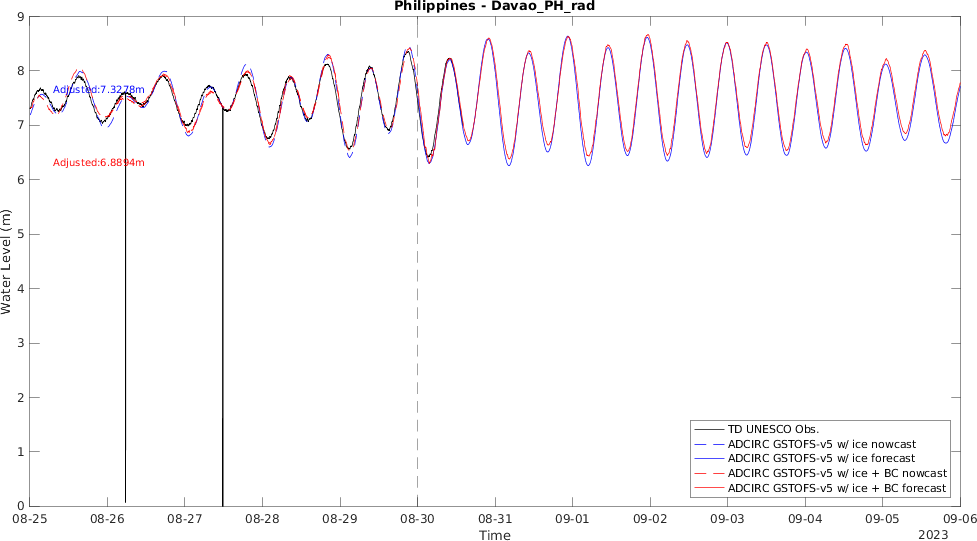 Philippines - Davao_PH_rad
9
8
7
6
5
4
3
2
1
0
Water Level (m)
Adjusted:7.3278m
Adjusted:6.8894m
TD UNESCO Obs.
ADCIRC GSTOFS-v5 w/ ice nowcast
ADCIRC GSTOFS-v5 w/ ice forecast
ADCIRC GSTOFS-v5 w/ ice + BC nowcast
ADCIRC GSTOFS-v5 w/ ice + BC forecast
08-25 08-26 08-27 08-28 08-29 08-30 08-31 09-01 09-02 09-03 09-04 09-05 09-06
Time
2023